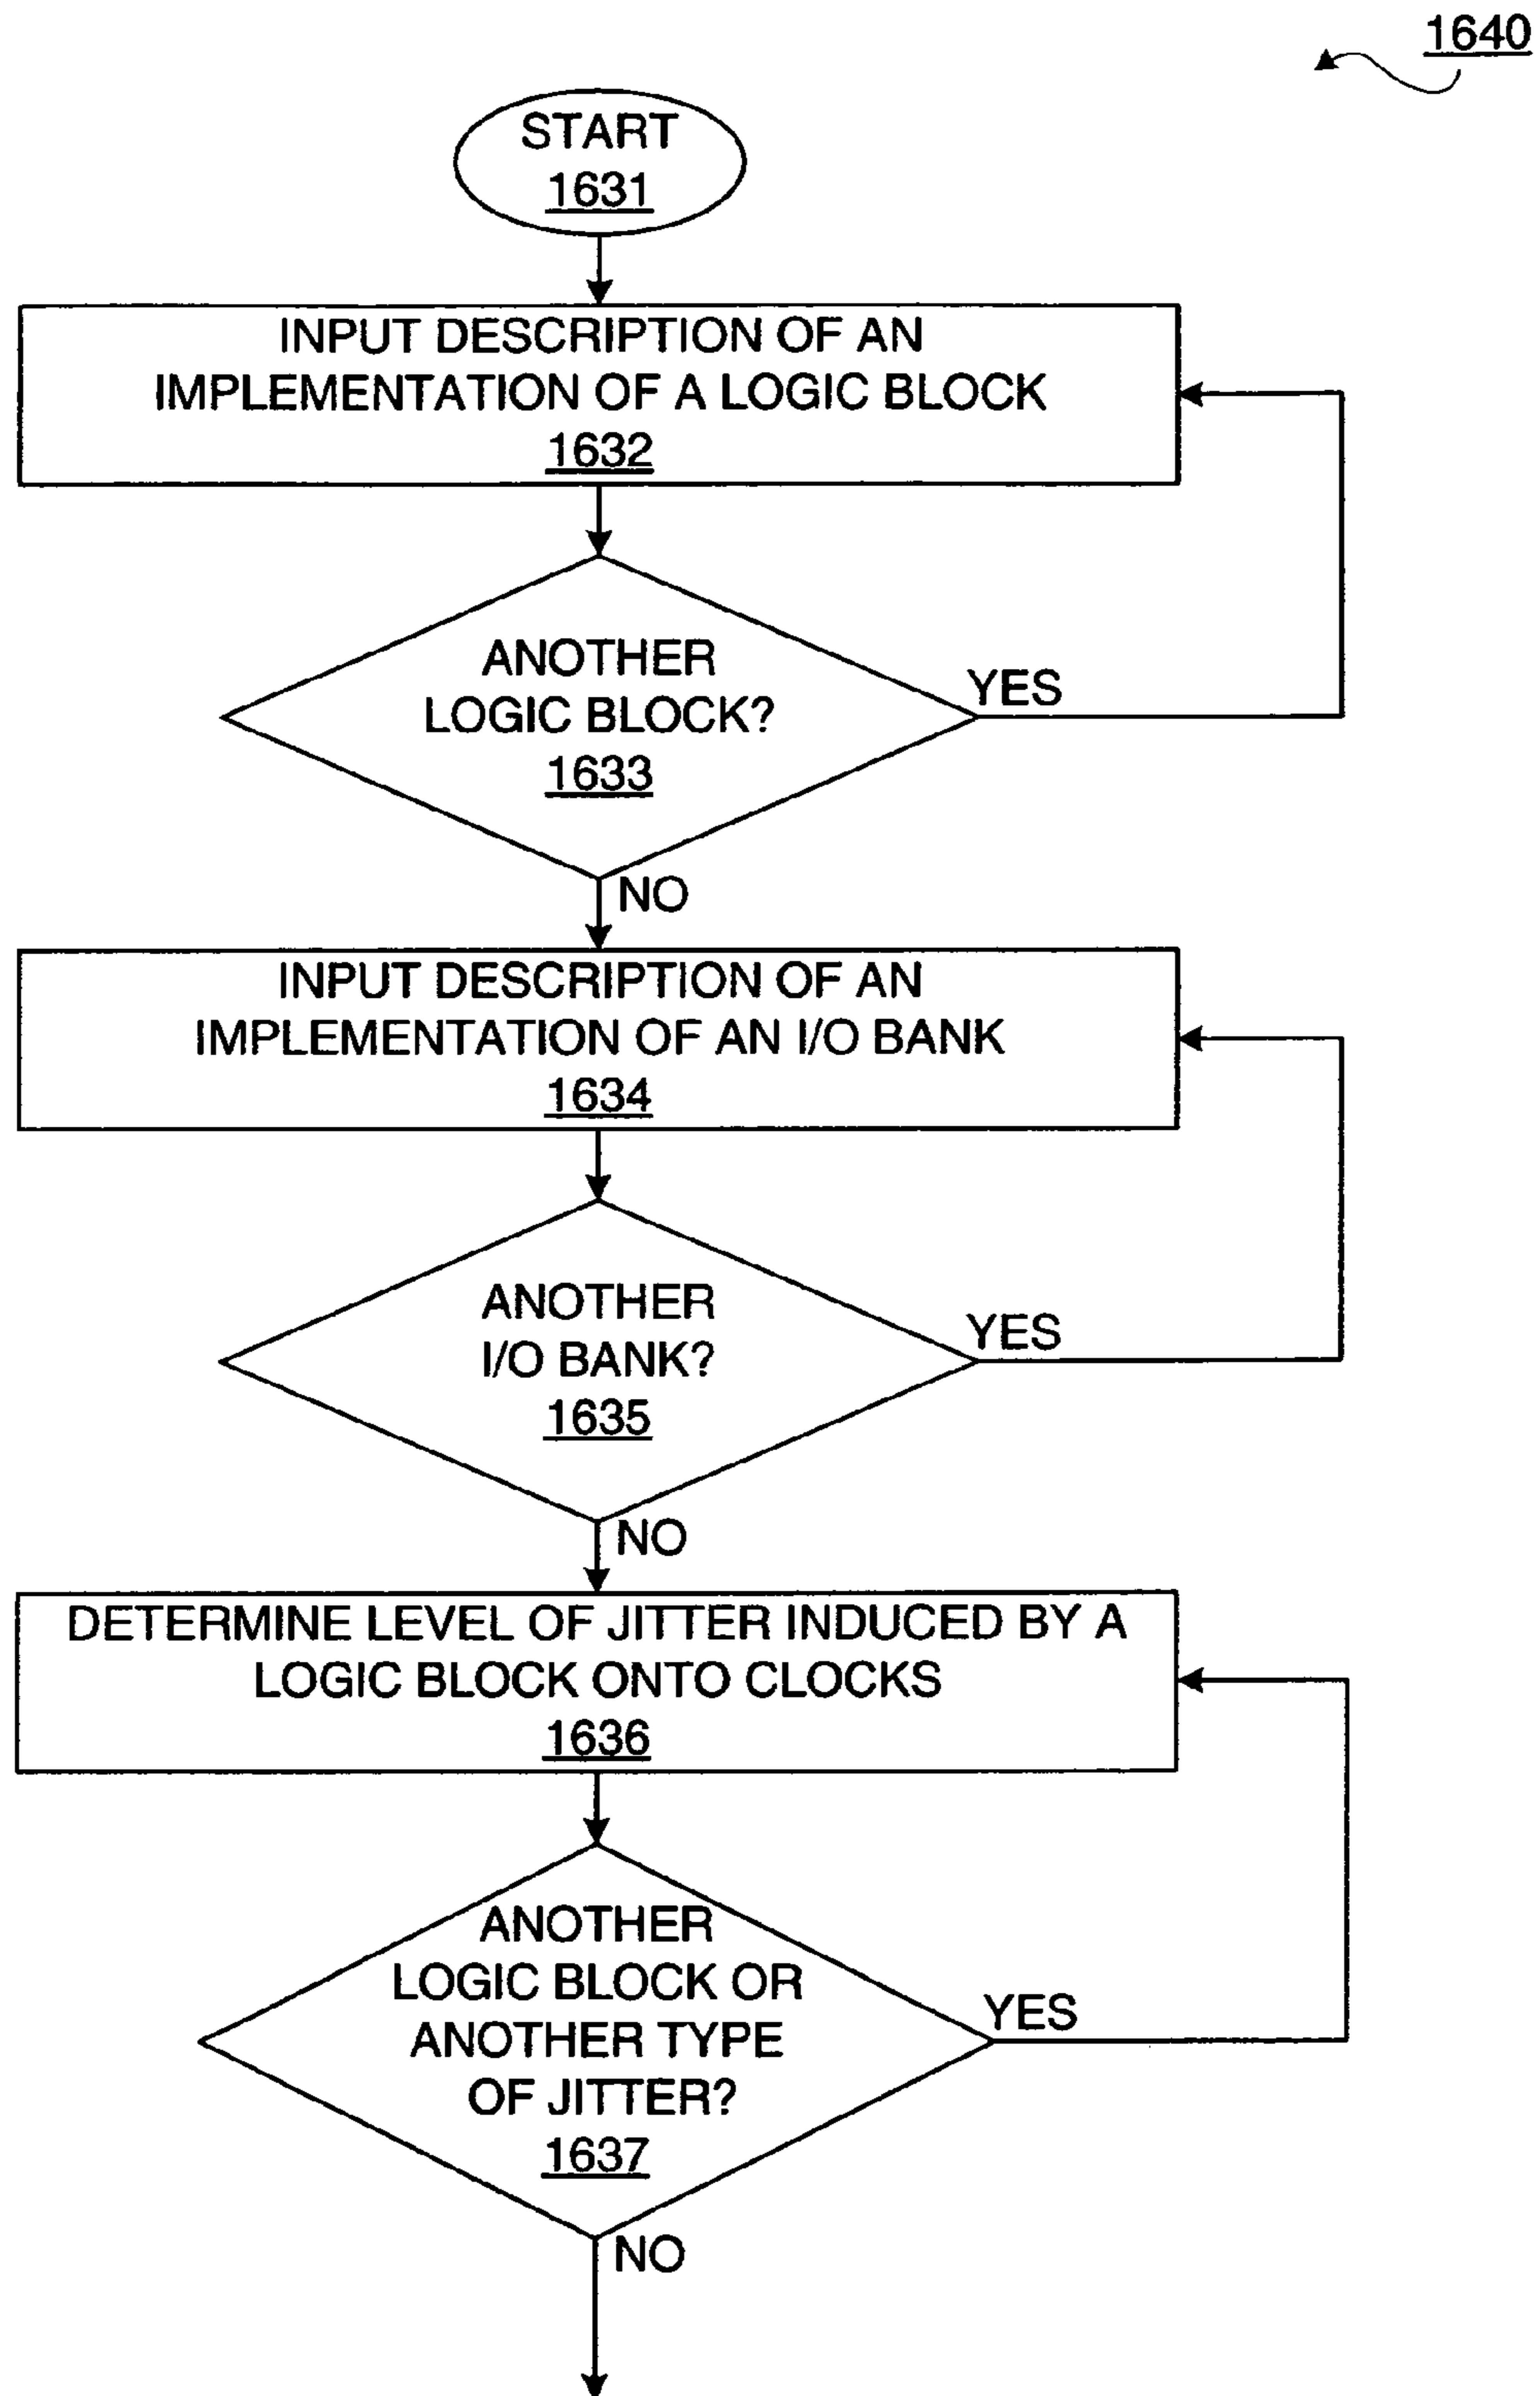 1640
START
1631
INPUT DESCRIPTION OF AN
IMPLEMENTATION OF A LOGIC BLOCK
1632
ANOTHER
LOGIC BLOCK?
1633
YES
NO
INPUT DESCRIPTION OF AN
IMPLEMENTATION OF AN I/O BANK
1634
ANOTHER
I/O BANK?
1635
YES
NO
DETERMINE LEVEL OF JITTER INDUCED BY A
LOGIC BLOCK ONTO CLOCKS
1636
ANOTHER
LOGIC BLOCK OR
ANOTHER TYPE
OF JITTER?
1637
YES
NO